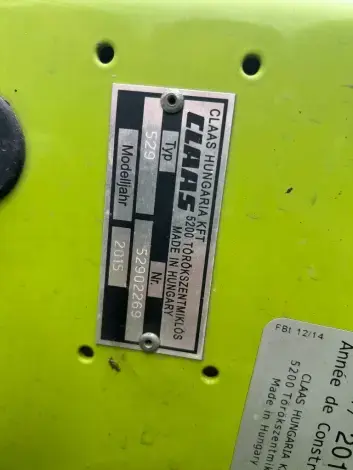 CLAAS HUNGARIA KFT
CLAAS
5200 TÖRÖKSZENTMIKLÓS
MADE IN HUNGARY
Typ
Nr.
529
52902269
Modelljahr
2015
FBt 12/14
Année de Const
CLAAS HUNGARIA K
5200 Törökszentmi
Made in Hungary